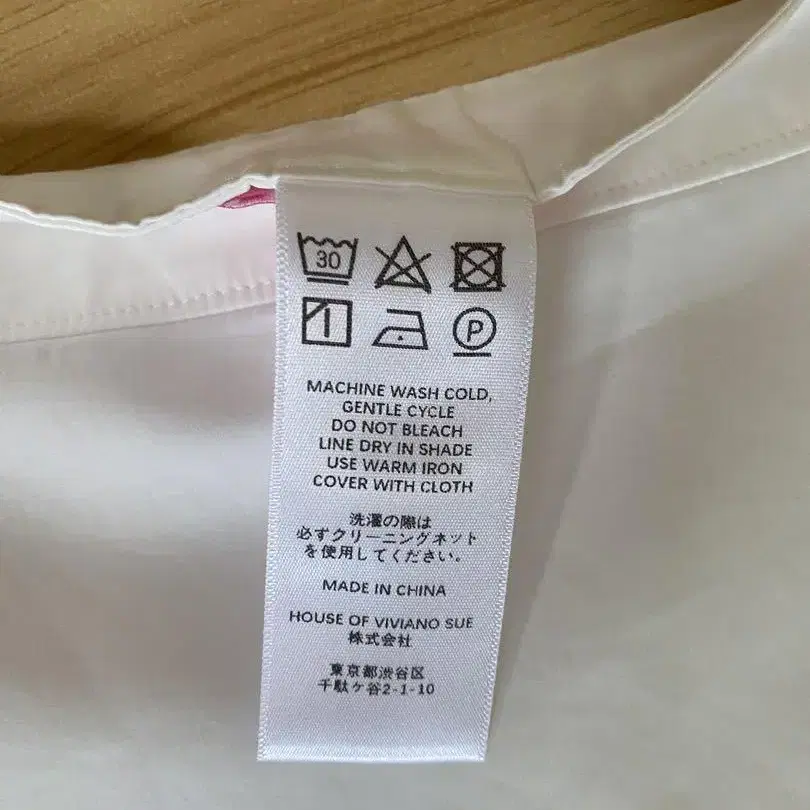 30
P
MACHINE WASH COLD,
GENTLE CYCLE
DO NOT BLEACH
LINE DRY IN SHADE
USE WARM IRON
COVER WITH CLOTH
洗濯の際は
必ずクリーニングネット
を使用してください。
MADE IN CHINA
HOUSE OF VIVIANO SUE
株式会社
東京都渋谷区
千駄ケ谷2-1-10